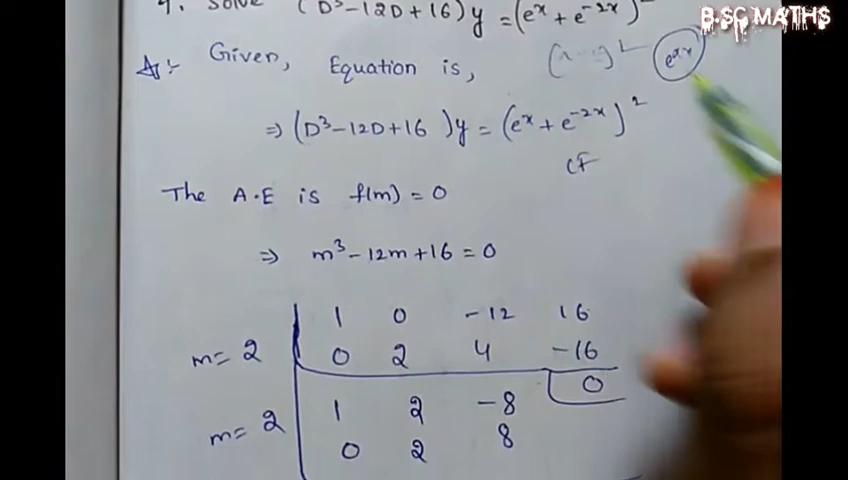 B.SC MATHS
(D³-12D+16)y = (eˣ+e⁻²ˣ)
A:- Given, Equation is,
⇒ (D³-12D+16)y = (eˣ+e⁻²ˣ)²
CF
The A.E is f(m) = 0
⇒ m³-12m+16 = 0
1 0 -12 16
m= 2 0 2 4 -16
0
m= 2 1 2 -8
0 2 8